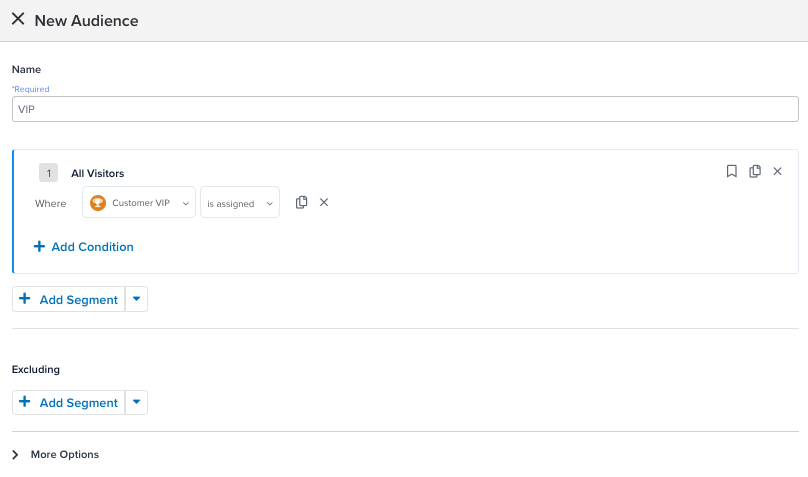 New Audience
Name
*Required
VIP
1 All Visitors
Where Customer VIP is assigned
Add Condition
Add Segment
Excluding
Add Segment
More Options